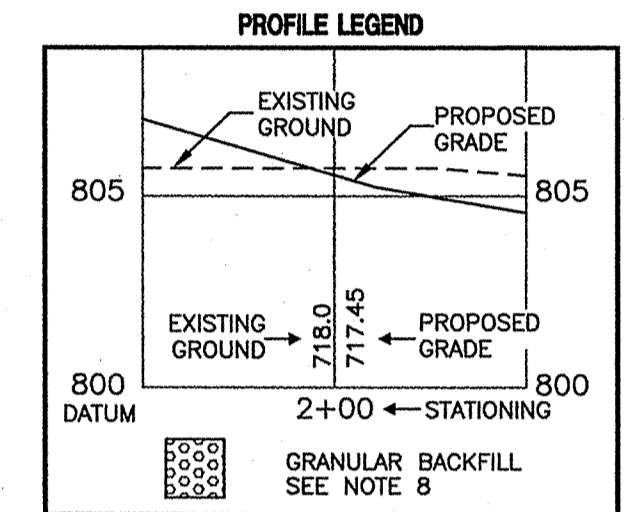 PROFILE LEGEND
EXISTING
GROUND
PROPOSED
GRADE
805
805
EXISTING
GROUND
718.0
717.45
PROPOSED
GRADE
800
800
DATUM
2+00
STATIONING
GRANULAR BACKFILL
SEE NOTE 8